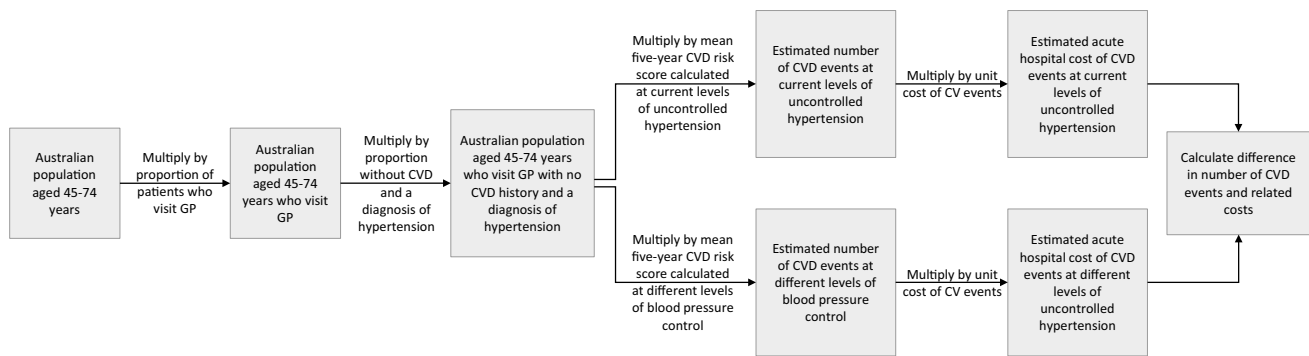 Australian
population
aged 45-74
years
Multiply by
proportion of
patients who
visit GP
Australian
population
aged 45-74
years who visit
GP
Multiply by
proportion
without CVD
and a
diagnosis of
hypertension
Australian population
aged 45-74 years
who visit GP with no
CVD history and a
diagnosis of
hypertension
Multiply by mean
five-year CVD risk
score calculated
at current levels
of uncontrolled
hypertension
Estimated number
of CVD events at
current levels of
uncontrolled
hypertension
Multiply by unit
cost of CV events
Estimated acute
hospital cost of CVD
events at current
levels of
uncontrolled
hypertension
Multiply by mean
five-year CVD risk
score calculated
at different levels
of blood pressure
control
Estimated number
of CVD events at
different levels of
blood pressure
control
Multiply by unit
cost of CV events
Estimated acute
hospital cost of CVD
events at different
levels of
uncontrolled
hypertension
Calculate difference
in number of CVD
events and related
costs